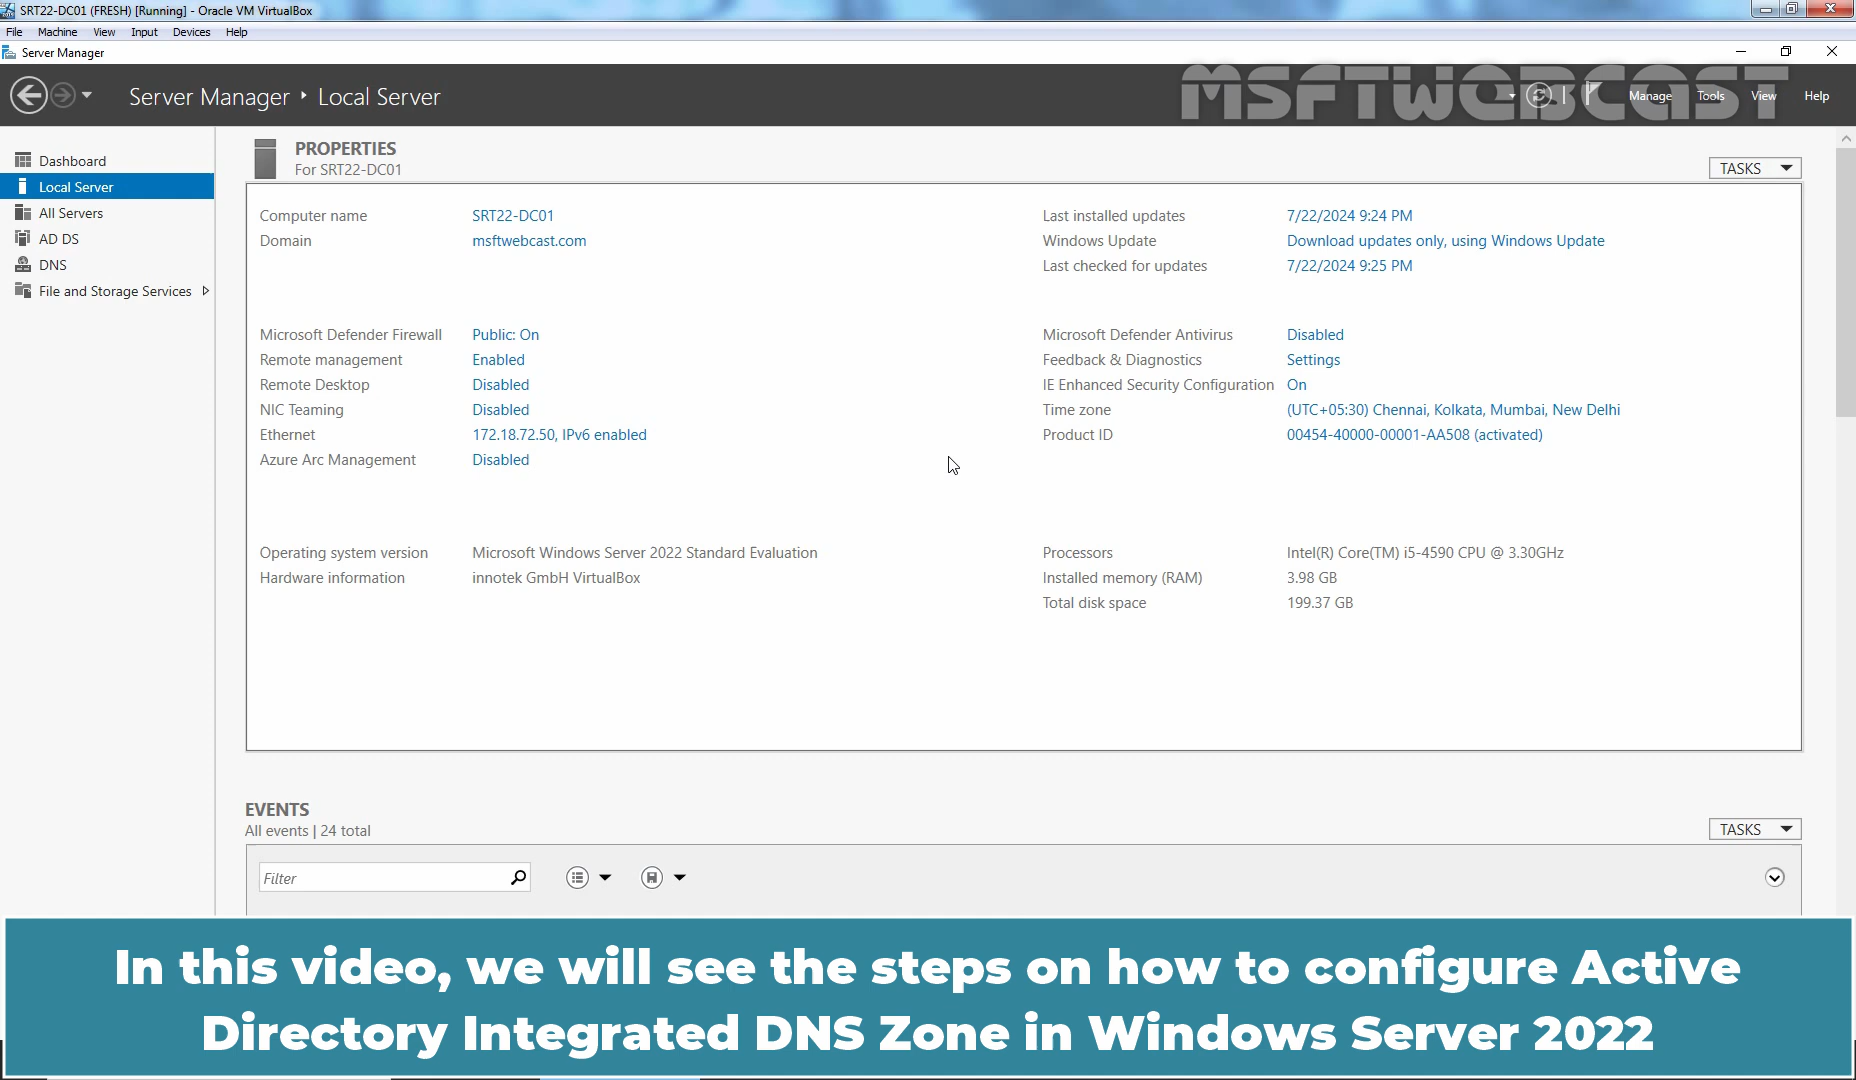 SRT22-DC01 (FRESH) [Running] - Oracle VM VirtualBox
File Machine View Input Devices Help
Server Manager
Server Manager ‣ Local Server
MSFTWEBCAST
Manage Tools View Help
Dashboard
Local Server
All Servers
AD DS
DNS
File and Storage Services
PROPERTIES
For SRT22-DC01
TASKS
Computer name SRT22-DC01
Domain msftwebcast.com
Last installed updates 7/22/2024 9:24 PM
Windows Update Download updates only, using Windows Update
Last checked for updates 7/22/2024 9:25 PM
Microsoft Defender Firewall Public: On
Remote management Enabled
Remote Desktop Disabled
NIC Teaming Disabled
Ethernet 172.18.72.50, IPv6 enabled
Azure Arc Management Disabled
Microsoft Defender Antivirus Disabled
Feedback & Diagnostics Settings
IE Enhanced Security Configuration On
Time zone (UTC+05:30) Chennai, Kolkata, Mumbai, New Delhi
Product ID 00454-40000-00001-AA508 (activated)
Operating system version Microsoft Windows Server 2022 Standard Evaluation
Hardware information innotek GmbH VirtualBox
Processors Intel(R) Core(TM) i5-4590 CPU @ 3.30GHz
Installed memory (RAM) 3.98 GB
Total disk space 199.37 GB
EVENTS
All events | 24 total
TASKS
Filter
In this video, we will see the steps on how to configure Active
Directory Integrated DNS Zone in Windows Server 2022